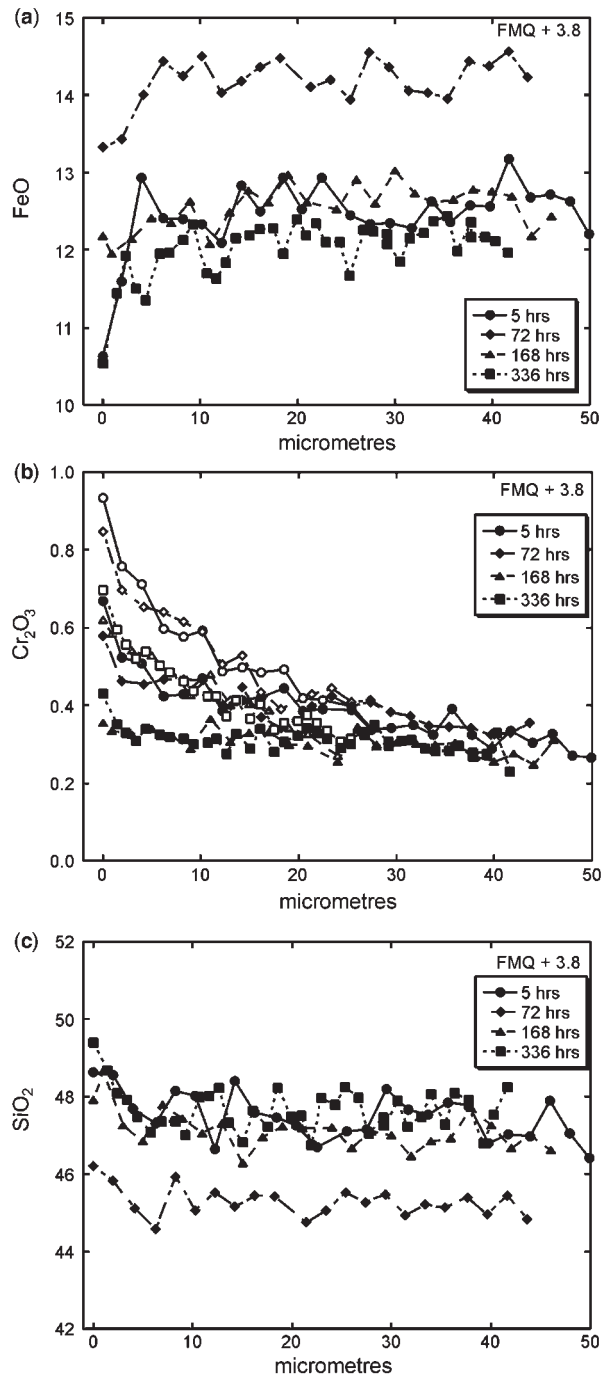 (a)
FMQ + 3.8
15
14
13
12
11
10
FeO
5 hrs
72 hrs
168 hrs
336 hrs
0 10 20 30 40 50
micrometres
(b)
FMQ + 3.8
1.0
0.8
0.6
0.4
0.2
0.0
Cr2O3
5 hrs
72 hrs
168 hrs
336 hrs
0 10 20 30 40 50
micrometres
(c)
FMQ + 3.8
52
50
48
46
44
42
SiO2
5 hrs
72 hrs
168 hrs
336 hrs
0 10 20 30 40 50
micrometres